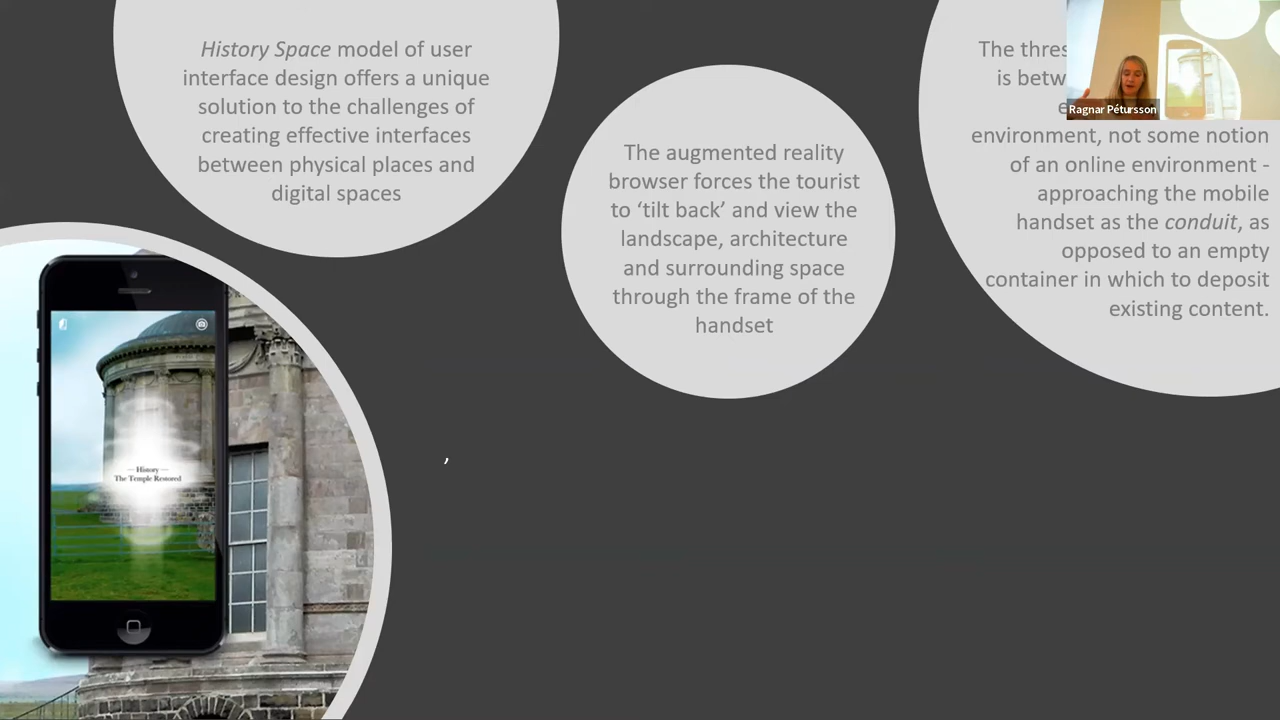 History Space model of user
interface design offers a unique
solution to the challenges of
creating effective interfaces
between physical places and
digital spaces
The augmented reality
browser forces the tourist
to ‘tilt back’ and view the
landscape, architecture
and surrounding space
through the frame of the
handset
The
is
environment, not some notion
of an online environment -
approaching the mobile
handset as the conduit, as
opposed to an empty
container in which to deposit
existing content.
Ragnar Pétursson
— History —
The Temple Restored
,